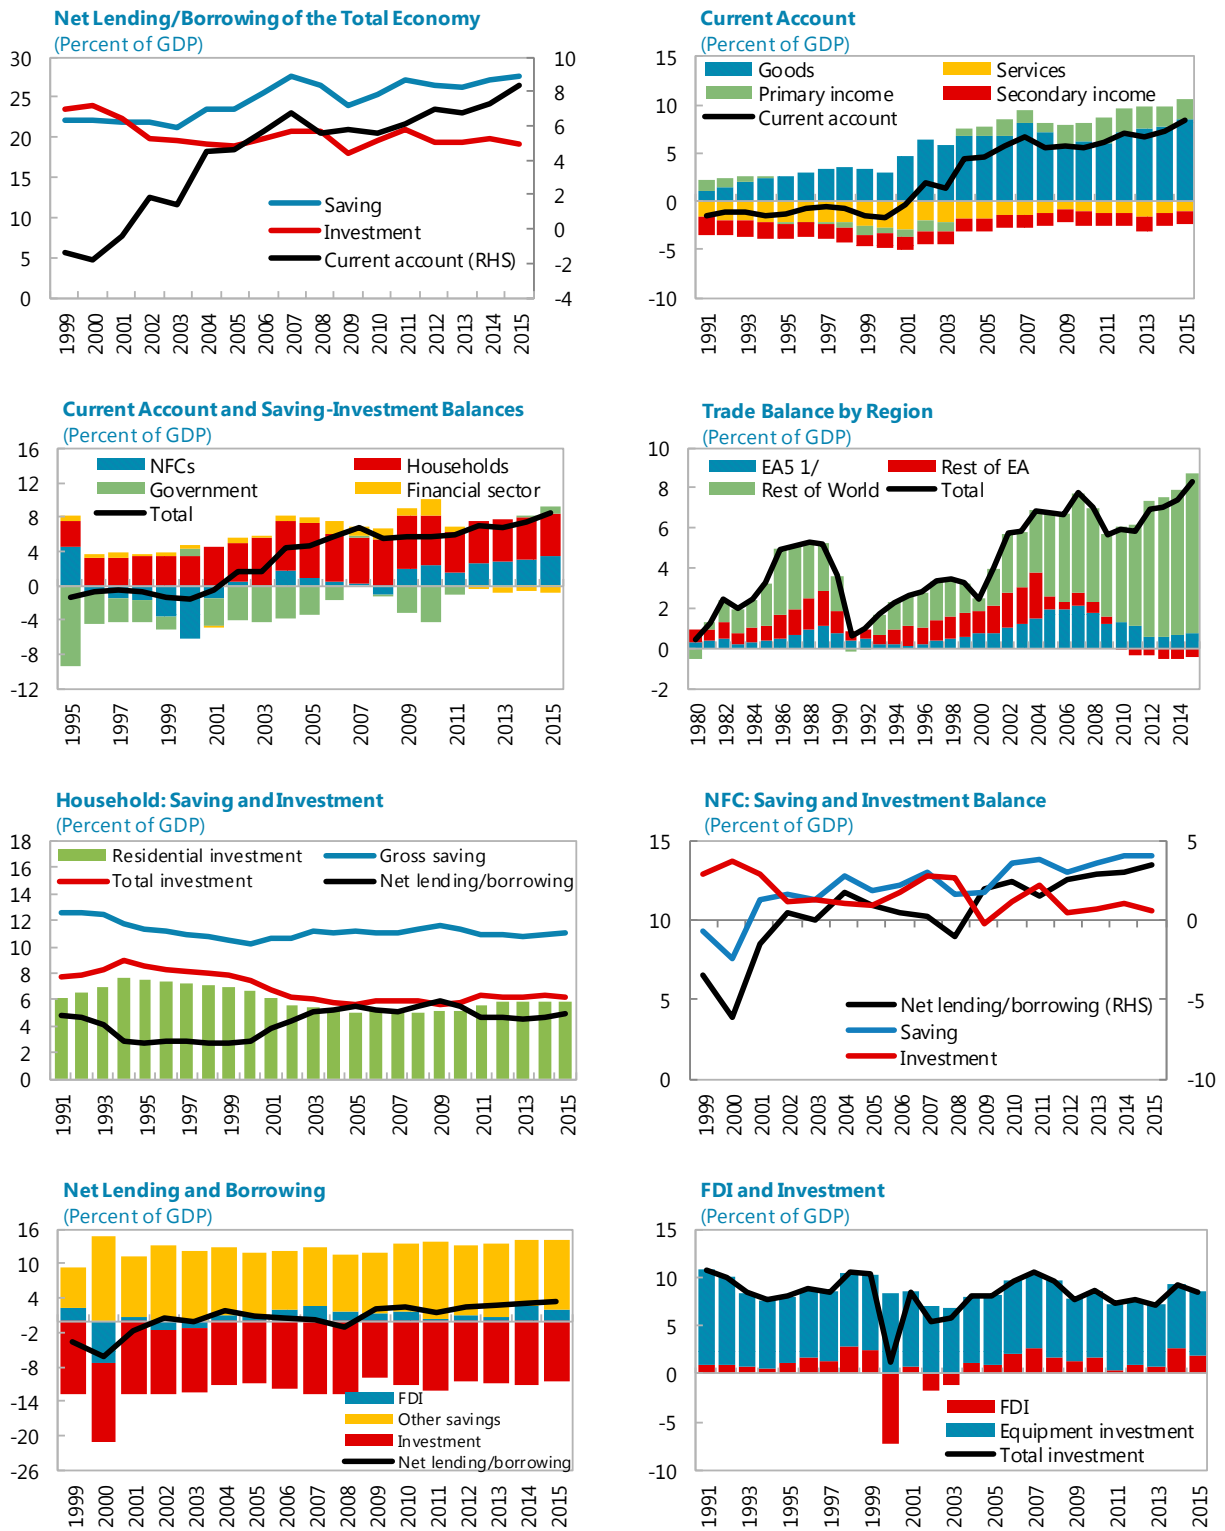 Net Lending/Borrowing of the Total Economy
(Percent of GDP)
30
25
20
15
10
5
0
10
8
6
4
2
0
-2
-4
Saving
Investment
Current account (RHS)
1999 2000 2001 2002 2003 2004 2005 2006 2007 2008 2009 2010 2011 2012 2013 2014 2015
Current Account
(Percent of GDP)
15
10
5
0
-5
-10
Goods
Services
Primary income
Secondary income
Current account
1991 1993 1995 1997 1999 2001 2003 2005 2007 2009 2011 2013 2015
Current Account and Saving-Investment Balances
(Percent of GDP)
16
12
8
4
0
-4
-8
-12
NFCs
Households
Government
Financial sector
Total
1995 1997 1999 2001 2003 2005 2007 2009 2011 2013 2015
Trade Balance by Region
(Percent of GDP)
10
8
6
4
2
0
-2
EA5 1/
Rest of EA
Rest of World
Total
1980 1982 1984 1986 1988 1990 1992 1994 1996 1998 2000 2002 2004 2006 2008 2010 2012 2014
Household: Saving and Investment
(Percent of GDP)
18
16
14
12
10
8
6
4
2
0
Residential investment
Gross saving
Total investment
Net lending/borrowing
1991 1993 1995 1997 1999 2001 2003 2005 2007 2009 2011 2013 2015
NFC: Saving and Investment Balance
(Percent of GDP)
15
10
5
0
5
0
-5
-10
Net lending/borrowing (RHS)
Saving
Investment
1999 2000 2001 2002 2003 2004 2005 2006 2007 2008 2009 2010 2011 2012 2013 2014 2015
Net Lending and Borrowing
(Percent of GDP)
16
10
4
-2
-8
-14
-20
-26
FDI
Other savings
Investment
Net lending/borrowing
1999 2000 2001 2002 2003 2004 2005 2006 2007 2008 2009 2010 2011 2012 2013 2014 2015
FDI and Investment
(Percent of GDP)
15
10
5
0
-5
-10
FDI
Equipment investment
Total investment
1991 1993 1995 1997 1999 2001 2003 2005 2007 2009 2011 2013 2015